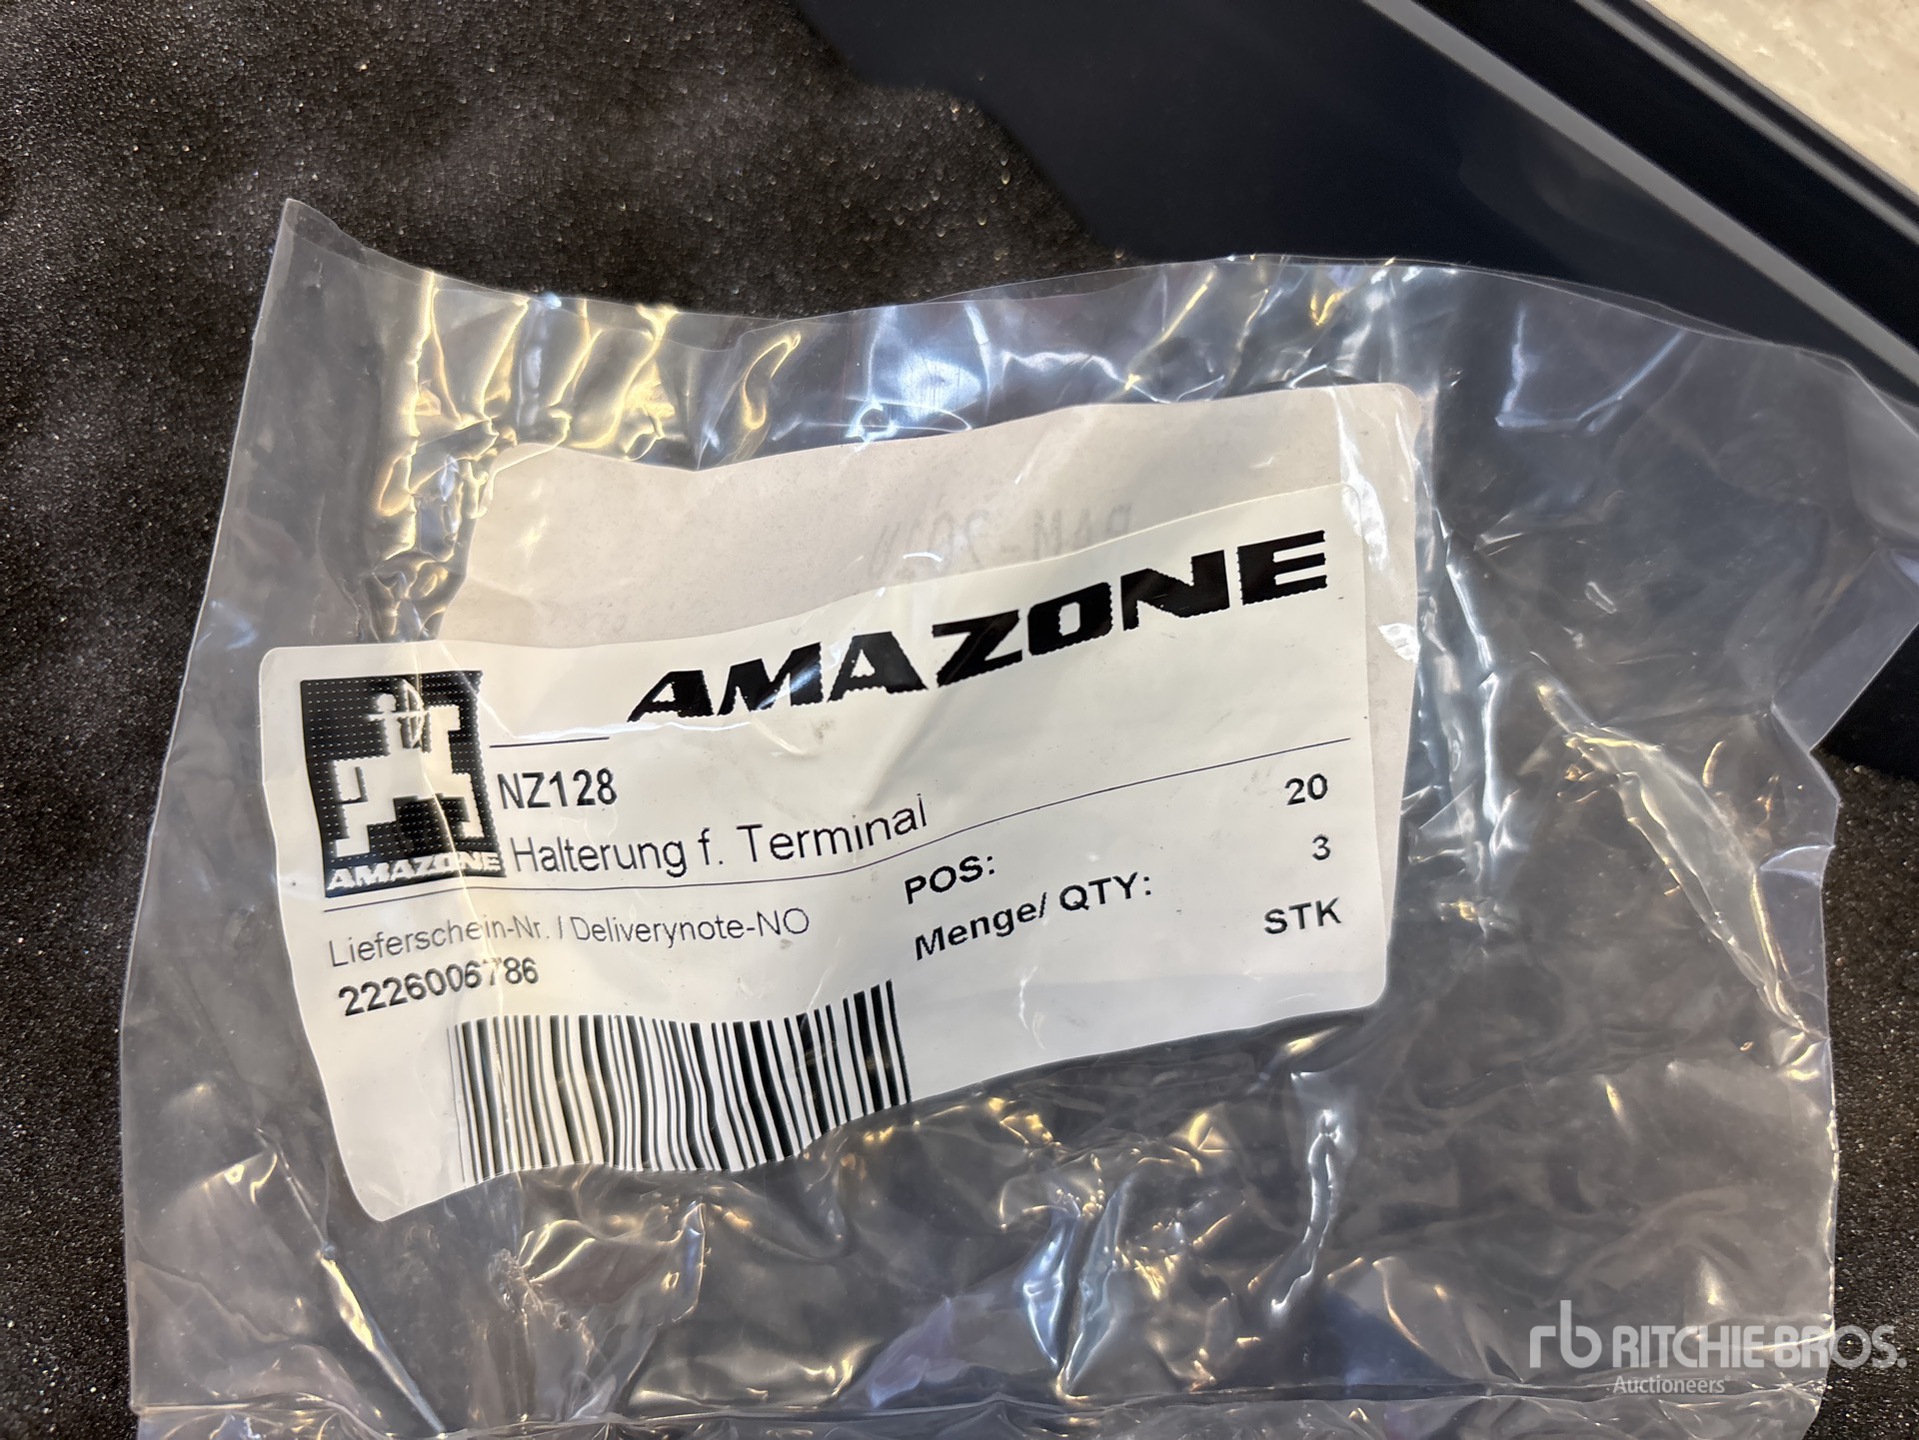 AMAZONE
AMAZONE
NZ128
Halterung f. Terminal
POS: 20
Menge/ QTY: 3
STK
Lieferschein-Nr. / Deliverynote-NO
2226006786
rb RITCHIE BROS.
Auctioneers